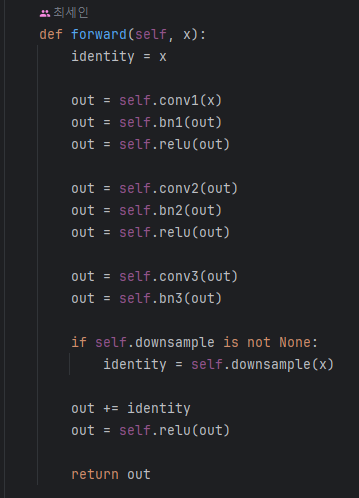 최세인
def forward(self, x):
    identity = x

    out = self.conv1(x)
    out = self.bn1(out)
    out = self.relu(out)

    out = self.conv2(out)
    out = self.bn2(out)
    out = self.relu(out)

    out = self.conv3(out)
    out = self.bn3(out)

    if self.downsample is not None:
        identity = self.downsample(x)

    out += identity
    out = self.relu(out)

    return out